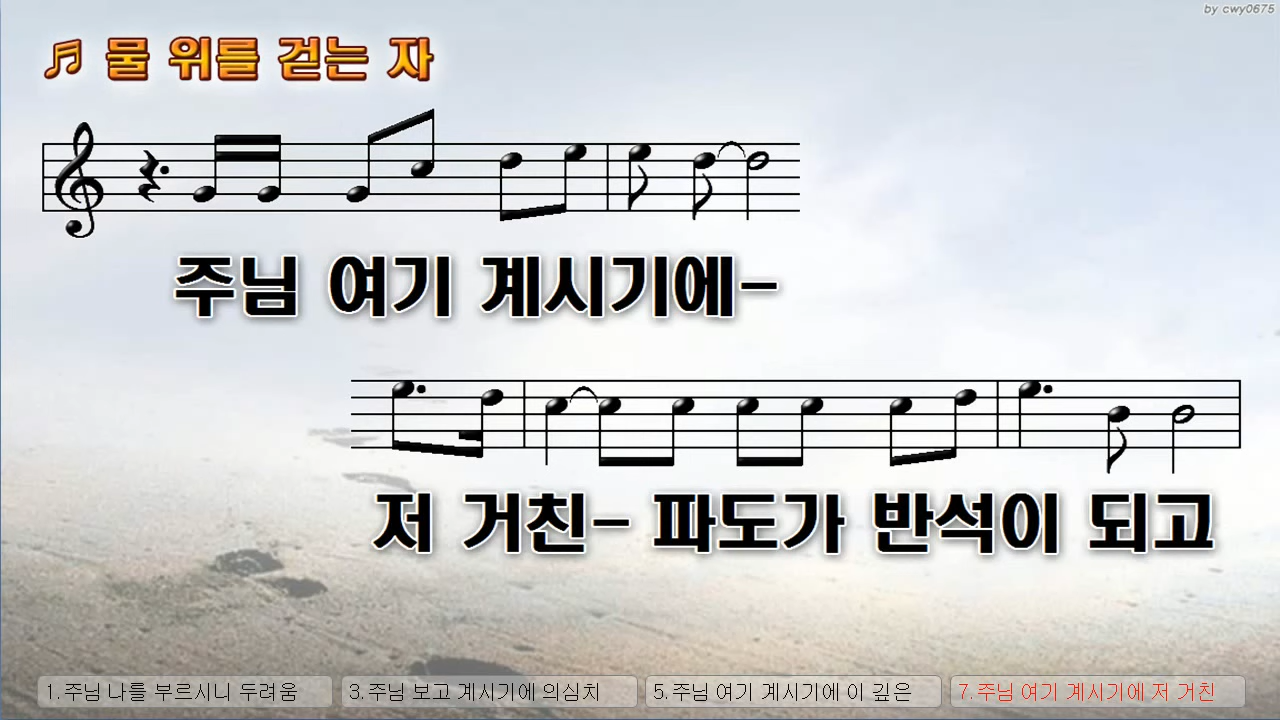 by cwy0675
♬ 물 위를 걷는 자
주님 여기 계시기에-
저 거친- 파도가 반석이 되고
1.주님 나를 부르시니 두려움
3.주님 보고 계시기에 의심치
5.주님 여기 계시기에 이 깊은
7.주님 여기 계시기에 저 거친